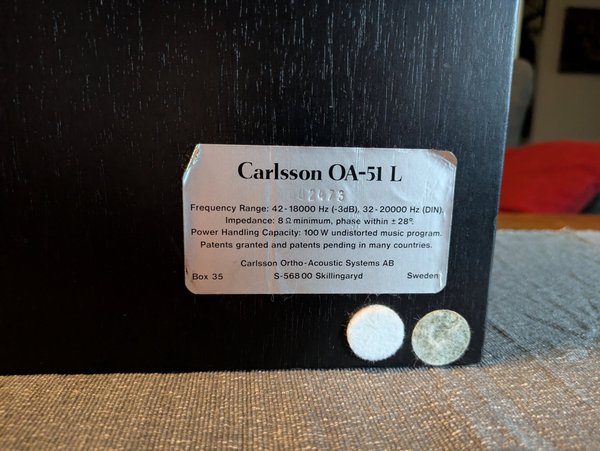 Carlsson OA-51 L
Frequency Range: 42-18000 Hz (-3dB), 32-20000 Hz (DIN).
Impedance: 8 Ω minimum, phase within ± 28°.
Power Handling Capacity: 100 W undistorted music program.
Patents granted and patents pending in many countries.
Carlsson Ortho-Acoustic Systems AB
Box 35 S-568 00 Skillingaryd Sweden